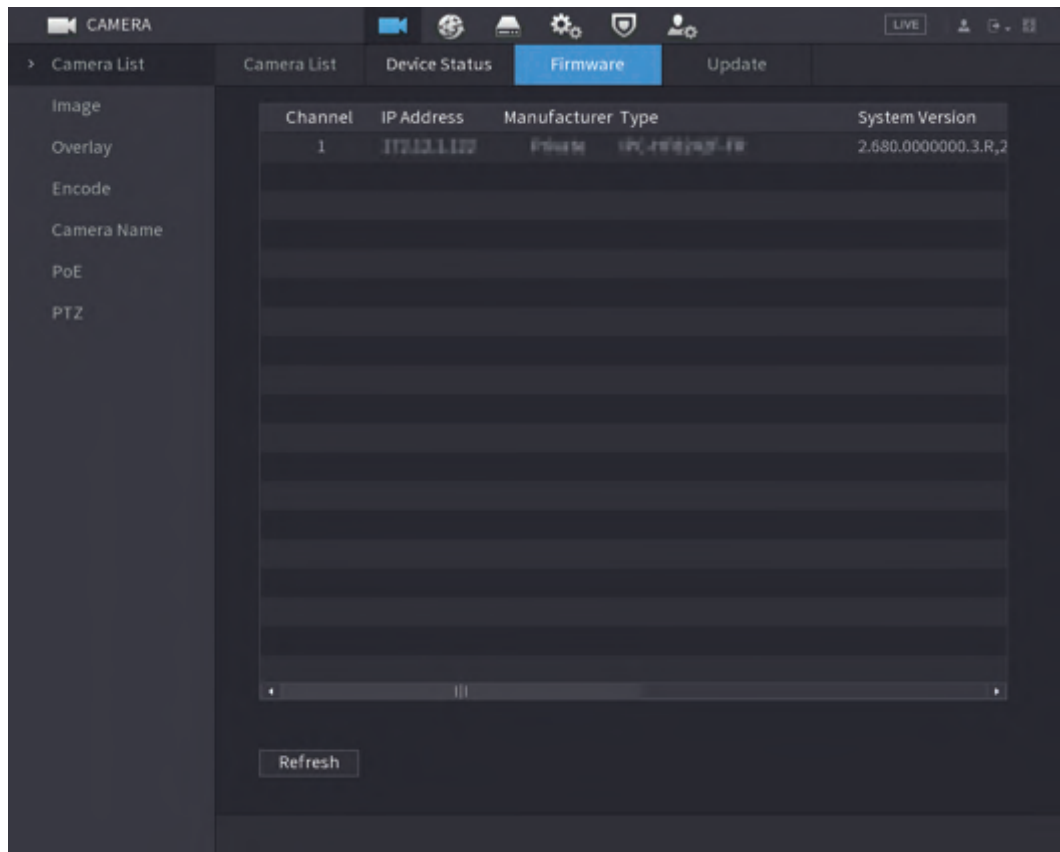 CAMERA LIVE
> Camera List
Camera List Device Status Firmware Update
Image
Overlay
Encode
Camera Name
PoE
PTZ
Channel IP Address Manufacturer Type System Version
1 2.680.0000000.3.R,2
Refresh